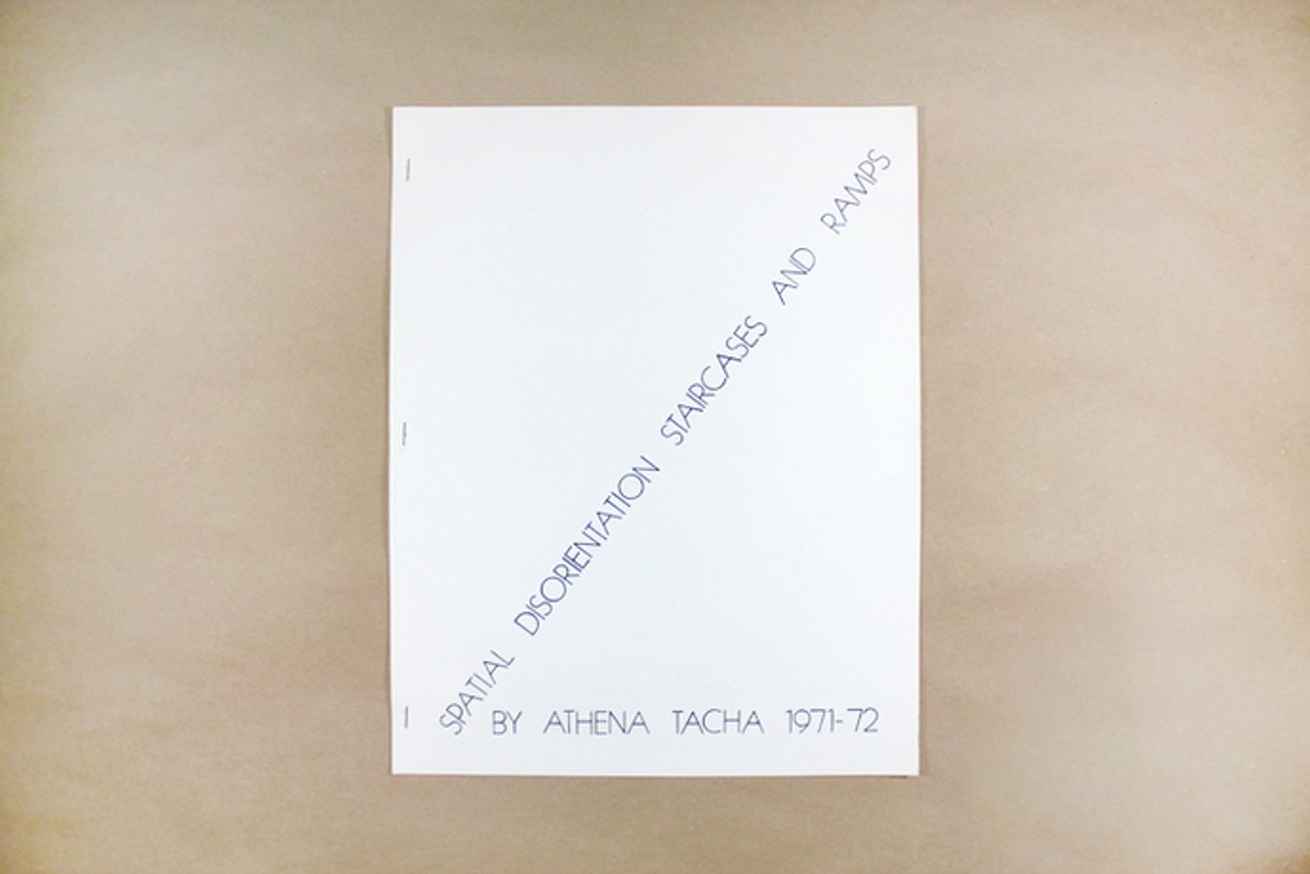 SPATIAL DISORIENTATION STAIRCASES AND RAMPS
BY ATHENA TACHA 1971-72